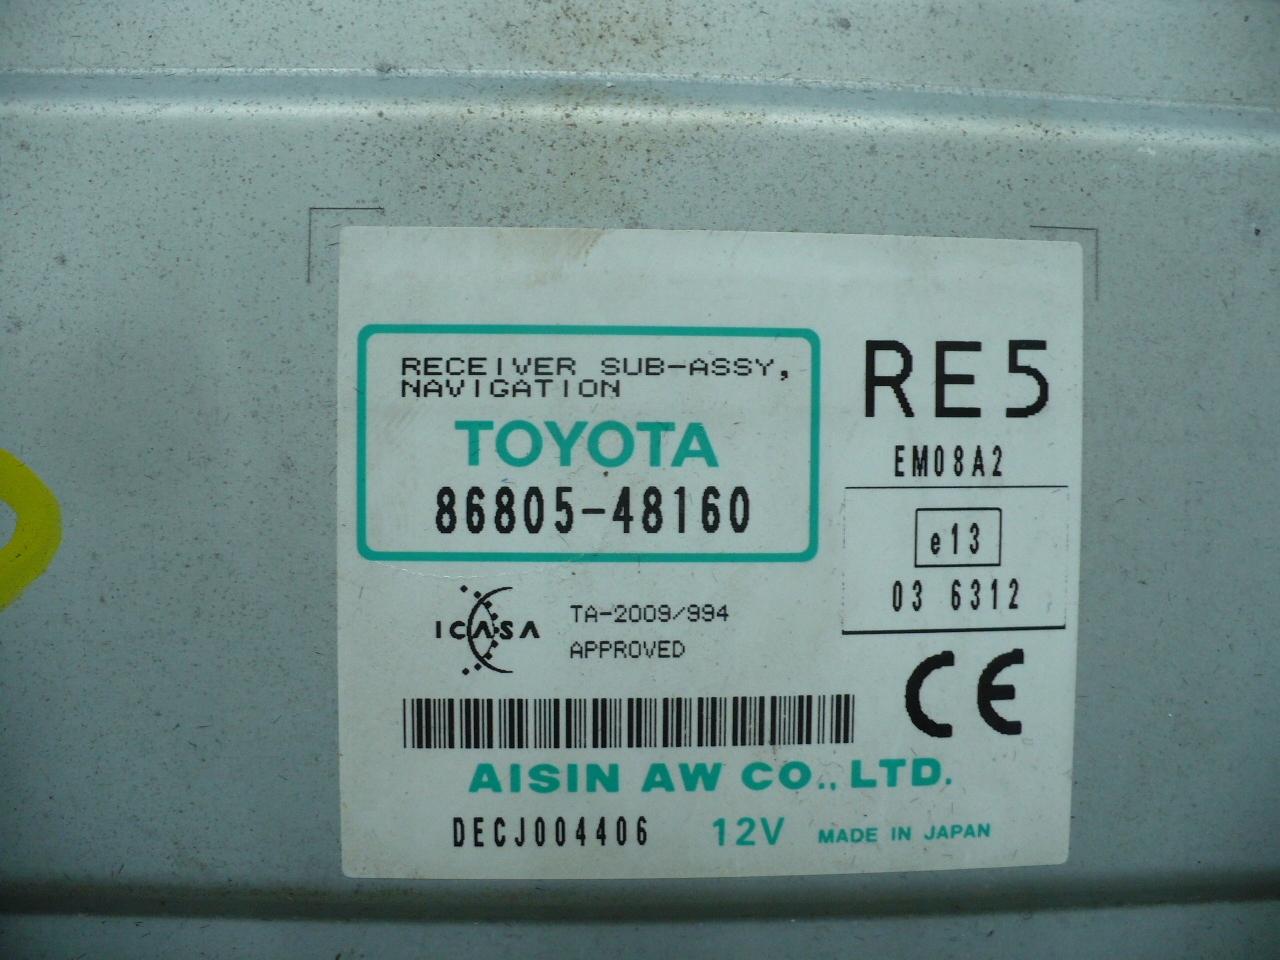 RECEIVER SUB-ASSY,
NAVIGATION
TOYOTA
86805-48160
RE5
EM08A2
e13
03 6312
ICASA
TA-2009/994
APPROVED
CE
AISIN AW CO., LTD.
DECJ004406 12V MADE IN JAPAN